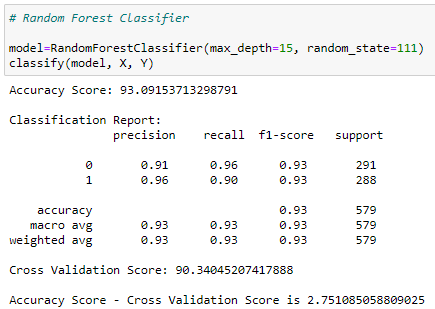 # Random Forest Classifier
model=RandomForestClassifier(max_depth=15, random_state=111)
classify(model, X, Y)
Accuracy Score: 93.09153713298791
Classification Report:
precision recall f1-score support
0 0.91 0.96 0.93 291
1 0.96 0.90 0.93 288
accuracy 0.93 579
macro avg 0.93 0.93 0.93 579
weighted avg 0.93 0.93 0.93 579
Cross Validation Score: 90.34045207417888
Accuracy Score - Cross Validation Score is 2.751085058809025